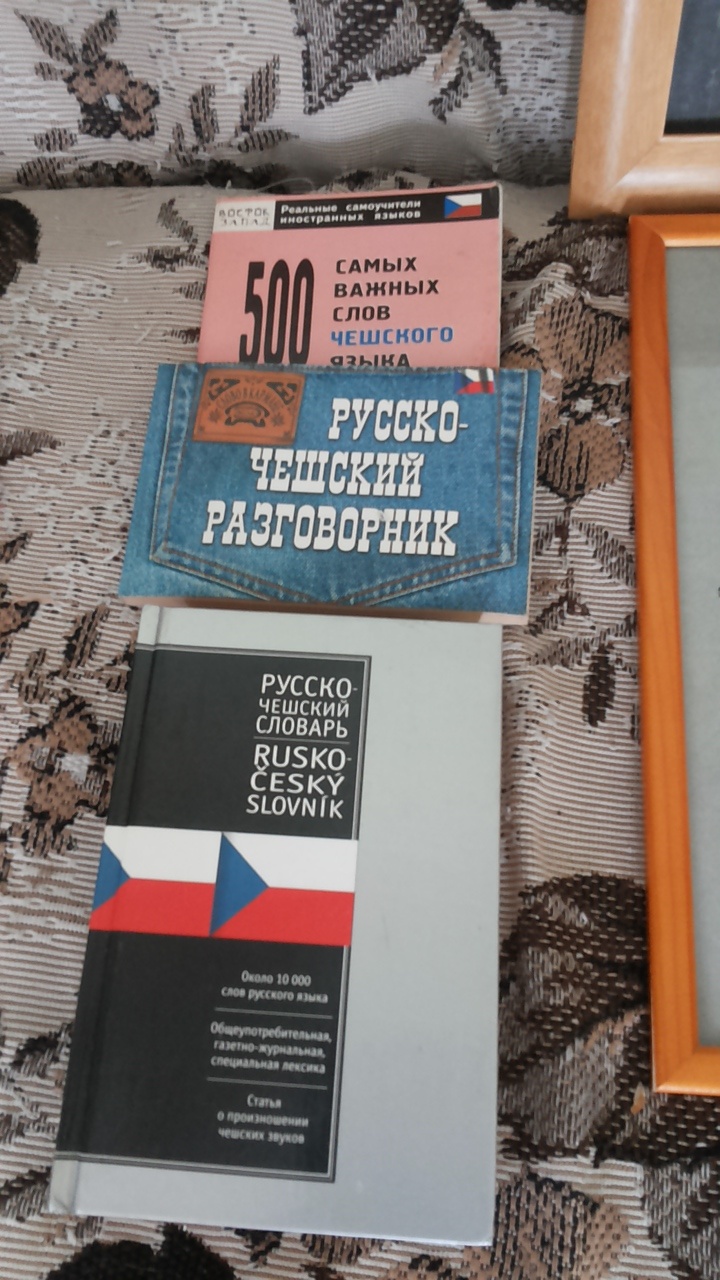 ВОСТОК
ЗАПАД
Реальные самоучители
иностранных языков
500
САМЫХ
ВАЖНЫХ
СЛОВ
ЧЕШСКОГО
ЯЗЫКА
РУССКО-
ЧЕШСКИЙ
РАЗГОВОРНИК
РУССКО-
ЧЕШСКИЙ
СЛОВАРЬ
RUSKO-
ČESKÝ
SLOVNÍK
Около 10 000
слов русского языка
Общеупотребительная,
газетно-журнальная,
специальная лексика
Статья
о произношении
чешских звуков